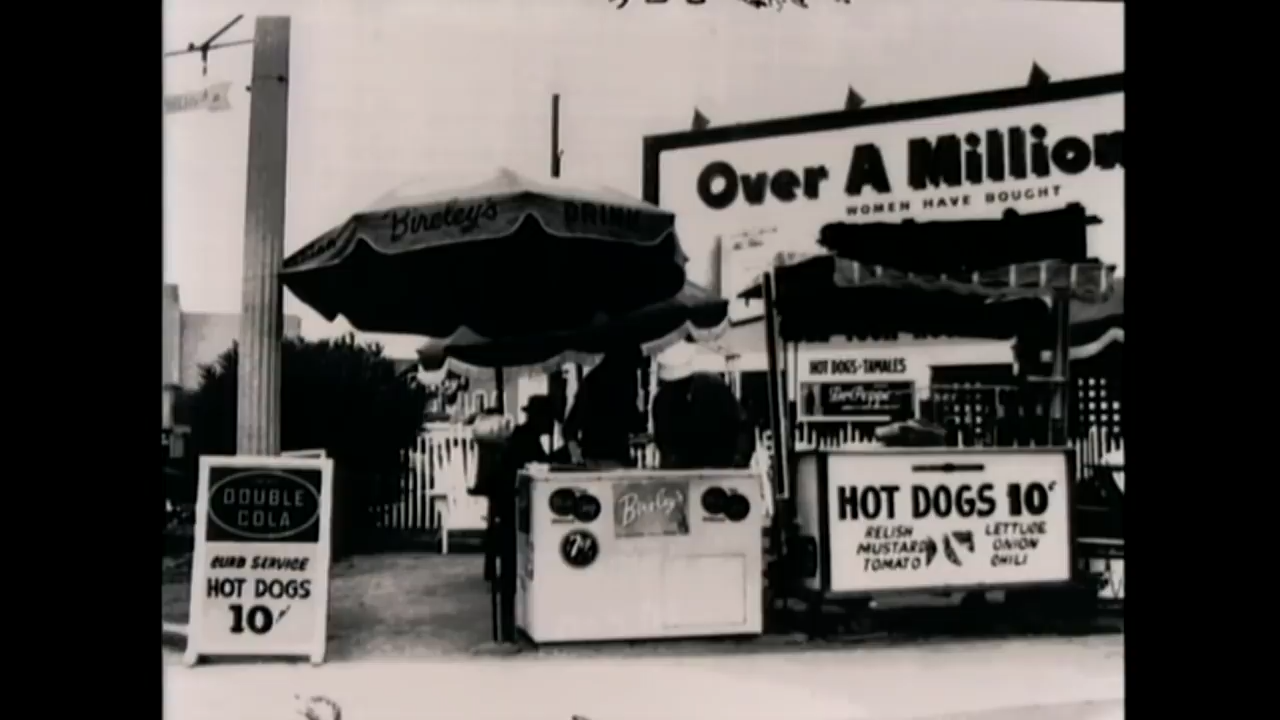 Over A Million
WOMEN HAVE BOUGHT
Bireley's DRINK
HOT DOGS-TAMALES
Dr. Pepper
DOUBLE
COLA
CURB SERVICE
HOT DOGS
10¢
Bireley's
7up
HOT DOGS 10¢
RELISH
MUSTARD
TOMATO
LETTUCE
ONION
CHILI